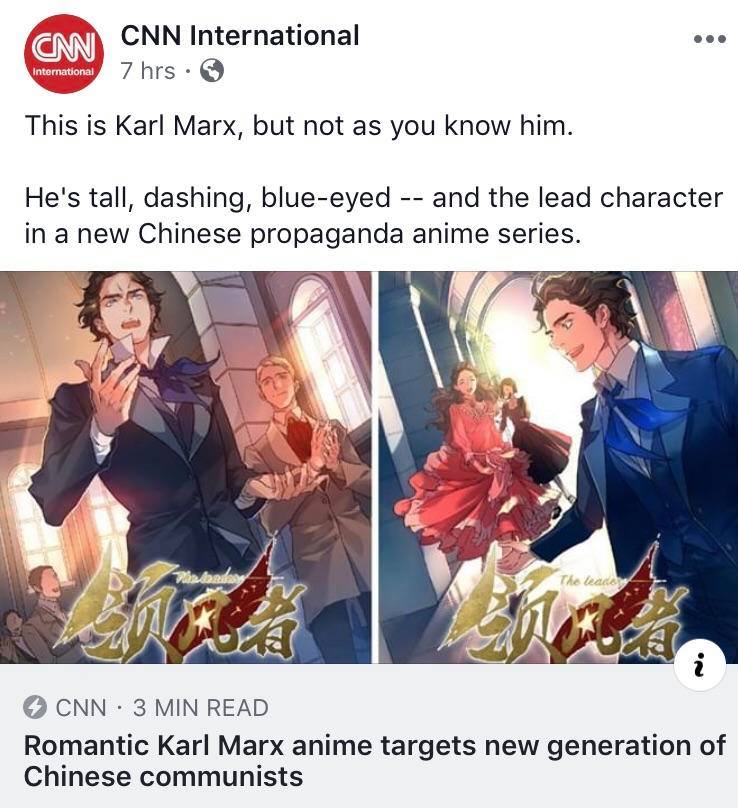 CNN
International
CNN International
7 hrs ·
This is Karl Marx, but not as you know him.
He's tall, dashing, blue-eyed -- and the lead character
in a new Chinese propaganda anime series.
The leader
领风者
The leader
领风者
i
CNN · 3 MIN READ
Romantic Karl Marx anime targets new generation of
Chinese communists